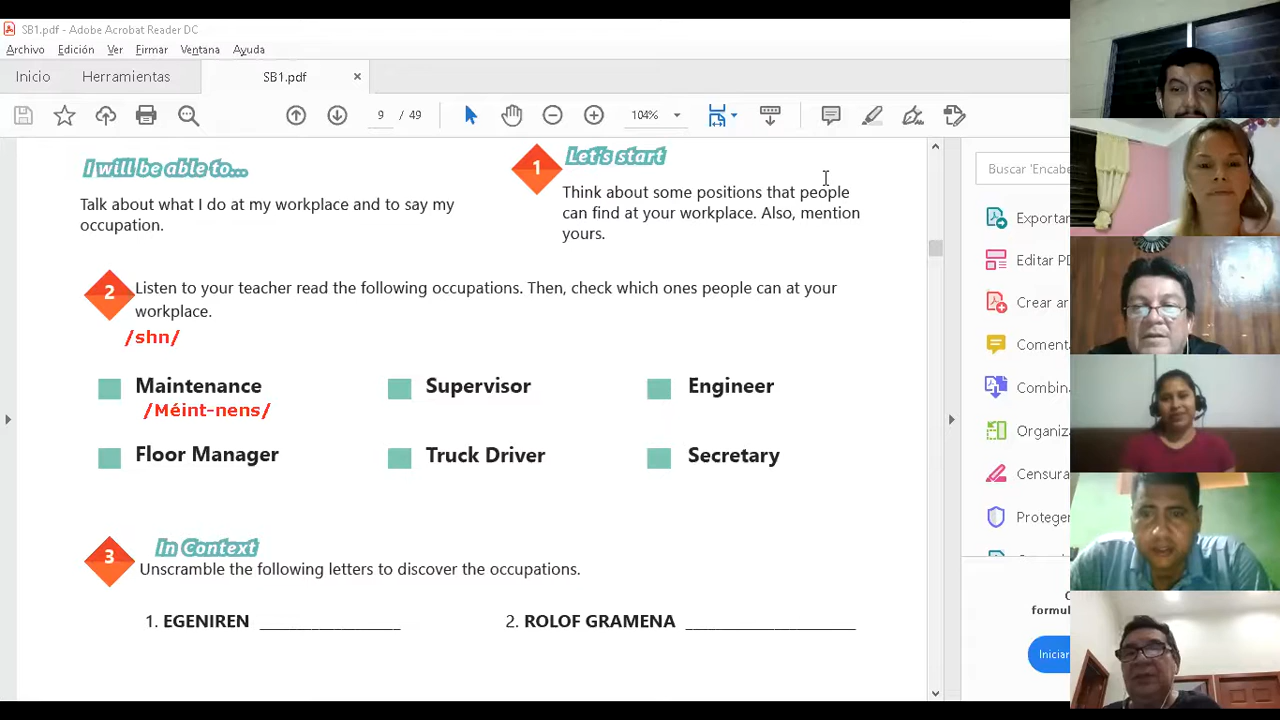 SB1.pdf - Adobe Acrobat Reader DC
Archivo Edición Ver Firmar Ventana Ayuda
Inicio Herramientas SB1.pdf ×
9 / 49 104%
I will be able to...
Talk about what I do at my workplace and to say my
occupation.
1 Let's start
Think about some positions that people
can find at your workplace. Also, mention
yours.
2 Listen to your teacher read the following occupations. Then, check which ones people can at your
workplace.
/shn/
Maintenance Supervisor Engineer
/Méint-nens/
Floor Manager Truck Driver Secretary
3 In Context
Unscramble the following letters to discover the occupations.
1. EGENIREN _______________ 2. ROLOF GRAMENA __________________
Buscar 'Encabe
Exportar
Editar PD
Crear ar
Coment
Combin
Organiz
Censura
Proteger
formul
Iniciar